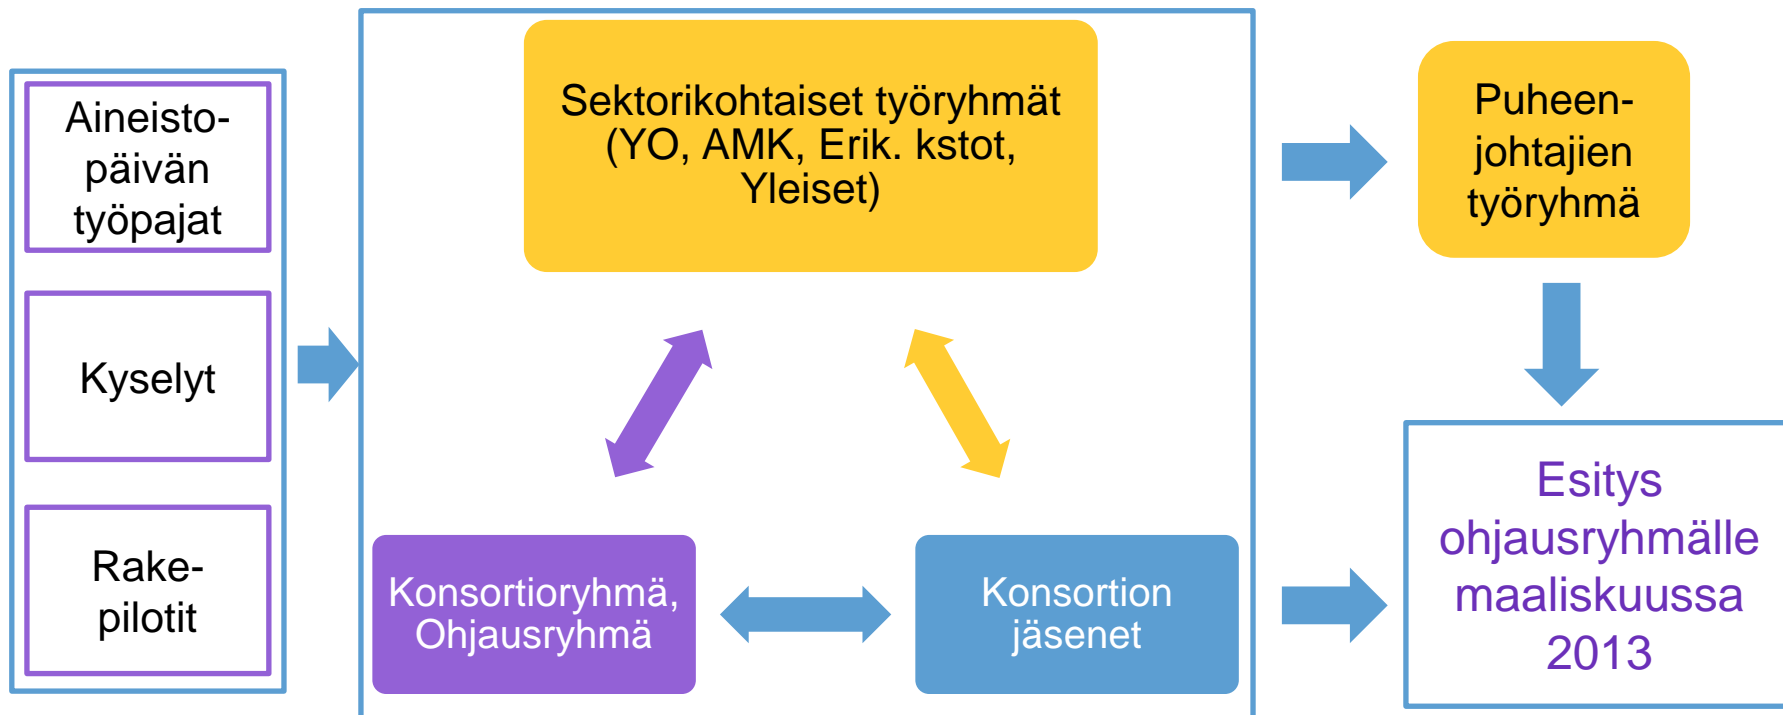 Aineisto-
päivän
työpajat
Kyselyt
Rake-
pilotit
Sektorikohtaiset työryhmät
(YO, AMK, Erik. kstot,
Yleiset)
Konsortioryhmä,
Ohjausryhmä
Konsortion
jäsenet
Puheen-
johtajien
työryhmä
Esitys
ohjausryhmälle
maaliskuussa
2013